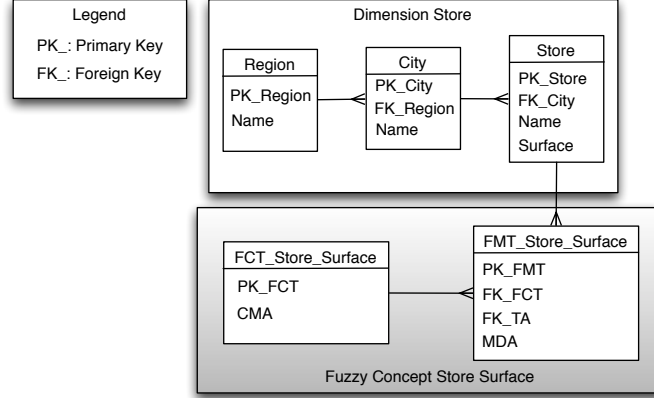 Legend
PK_: Primary Key
FK_: Foreign Key
Dimension Store
Region
PK_Region
Name
City
PK_City
FK_Region
Name
Store
PK_Store
FK_City
Name
Surface
FCT_Store_Surface
PK_FCT
CMA
FMT_Store_Surface
PK_FMT
FK_FCT
FK_TA
MDA
Fuzzy Concept Store Surface